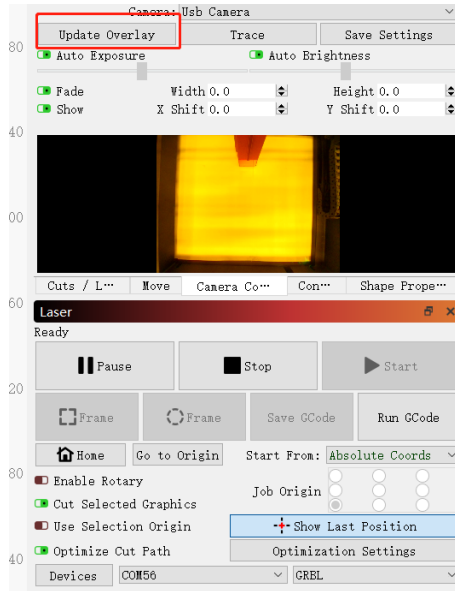 Camera: Usb Camera
Update Overlay Trace Save Settings
80
Auto Exposure Auto Brightness
Fade Width 0.0 Height 0.0
Show X Shift 0.0 Y Shift 0.0
40
00
Cuts / L… Move Camera Co… Con… Shape Prope…
60
Laser
Ready
Pause Stop Start
20
Frame Frame Save GCode Run GCode
Home Go to Origin Start From: Absolute Coords
80
Enable Rotary
Job Origin
Cut Selected Graphics
Use Selection Origin Show Last Position
Optimize Cut Path Optimization Settings
40
Devices COM56 GRBL